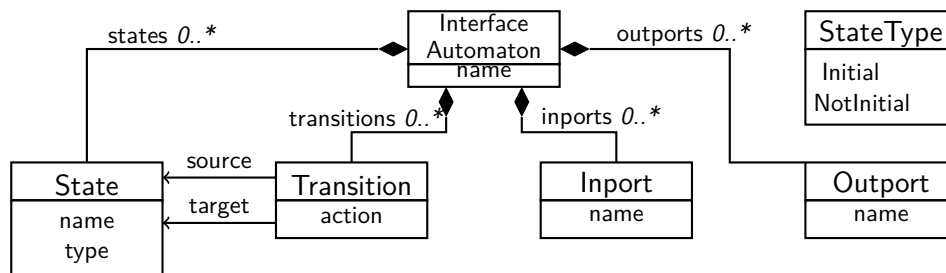 states 0..*
Interface
Automaton
name
outports 0..*
StateType
Initial
NotInitial
transitions 0..*
inports 0..*
State
name
type
source
target
Transition
action
Inport
name
Outport
name